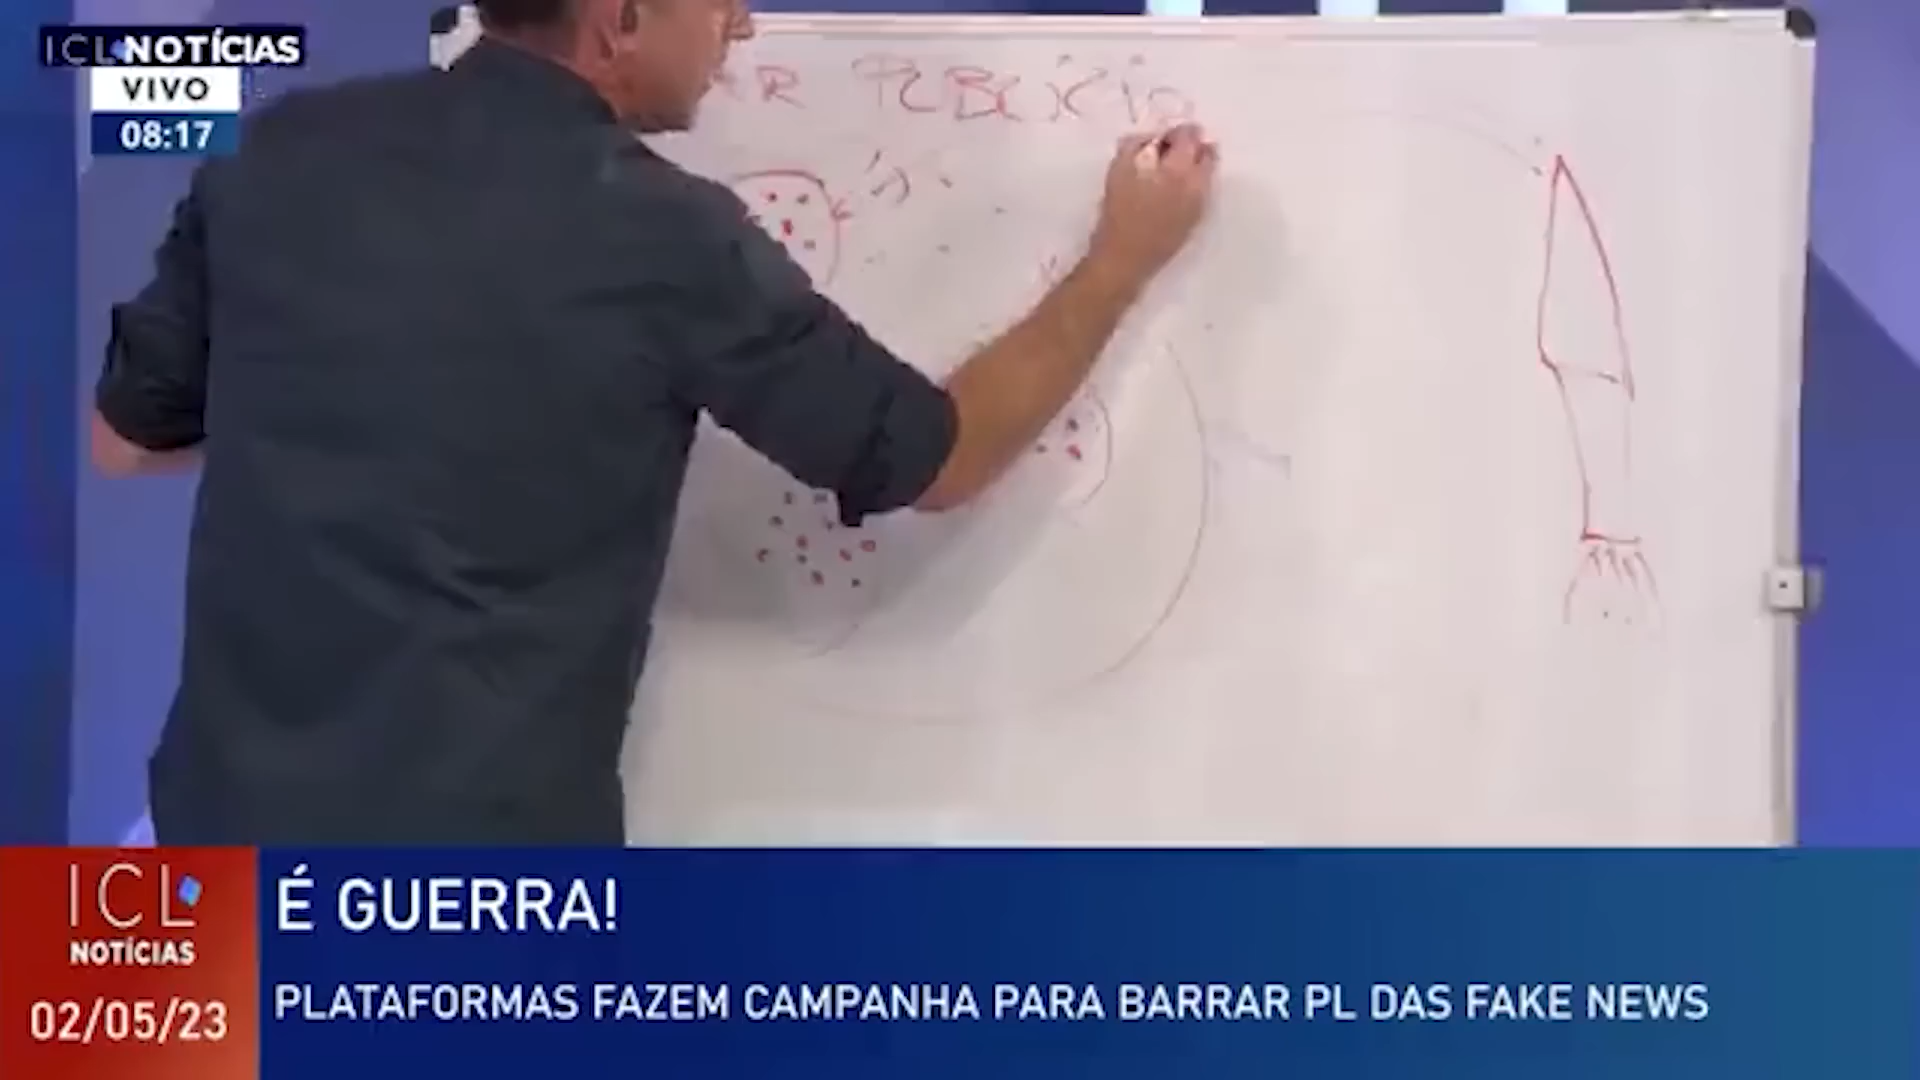 ICL NOTÍCIAS
VIVO
08:17
ICL
NOTÍCIAS
02/05/23
É GUERRA!
PLATAFORMAS FAZEM CAMPANHA PARA BARRAR PL DAS FAKE NEWS